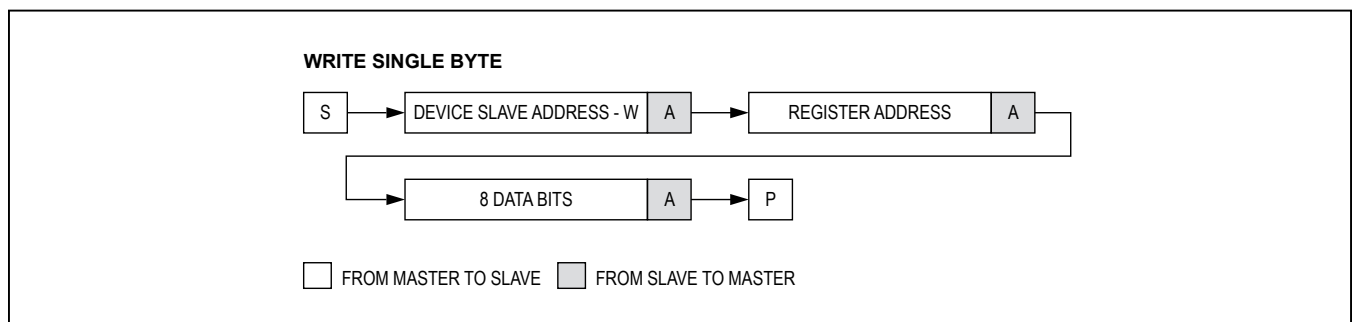 WRITE SINGLE BYTE
S DEVICE SLAVE ADDRESS - W A REGISTER ADDRESS A
8 DATA BITS A P
FROM MASTER TO SLAVE FROM SLAVE TO MASTER